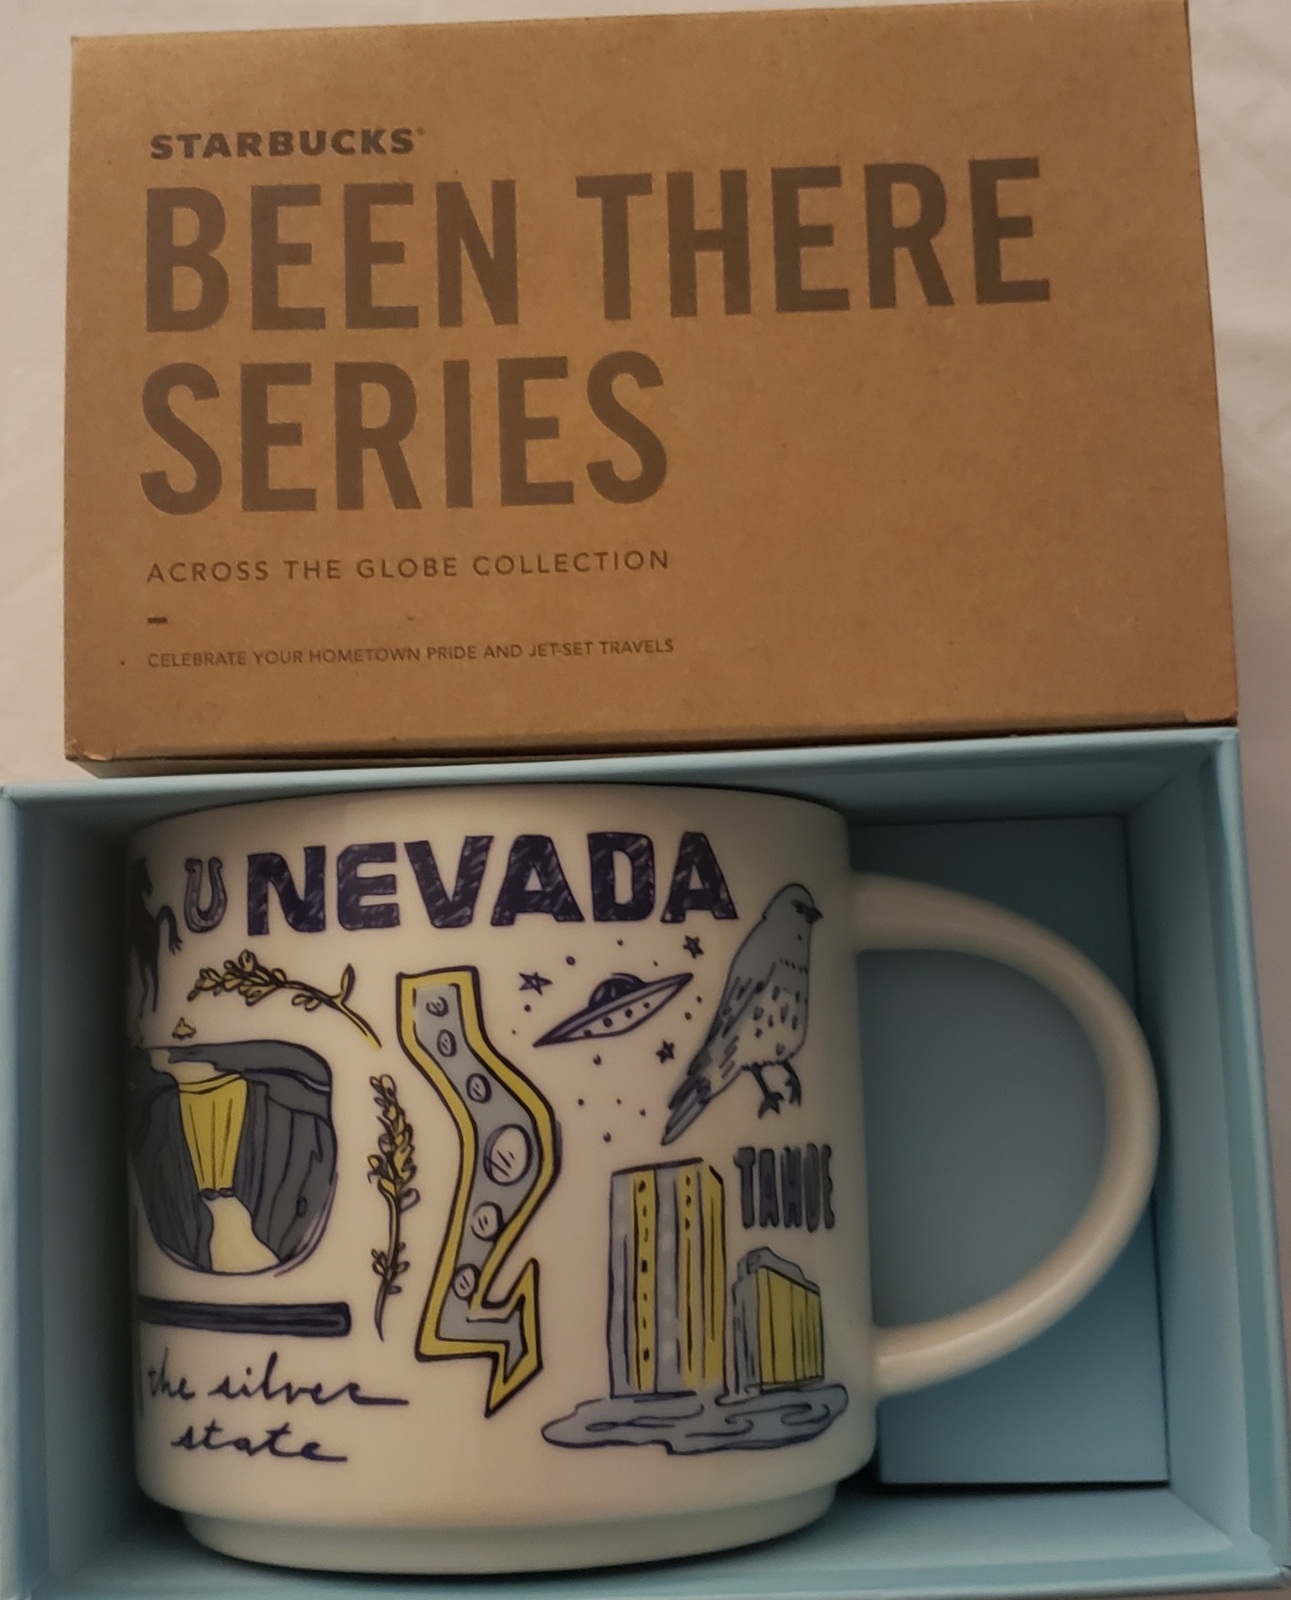 STARBUCKS®
BEEN THERE
SERIES
ACROSS THE GLOBE COLLECTION
CELEBRATE YOUR HOMETOWN PRIDE AND JET-SET TRAVELS
NEVADA
TAHOE
the silver
state